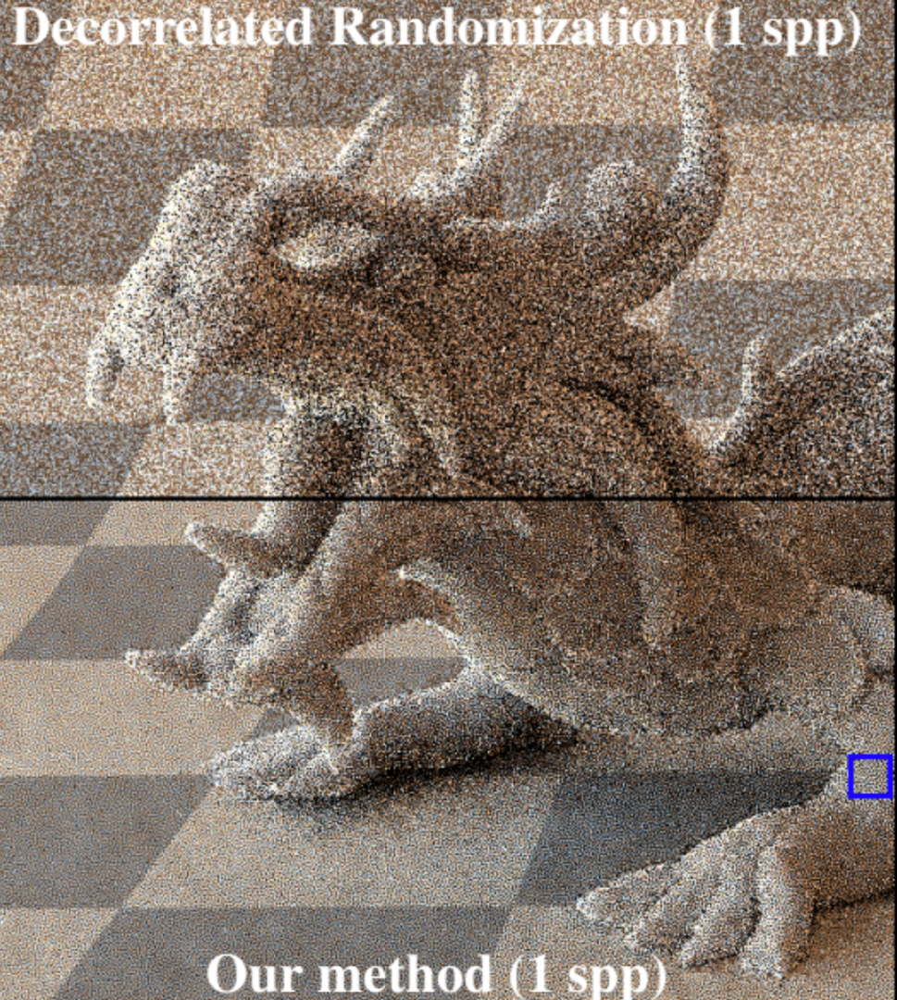 Decorrelated Randomization (1 spp)
Our method (1 spp)